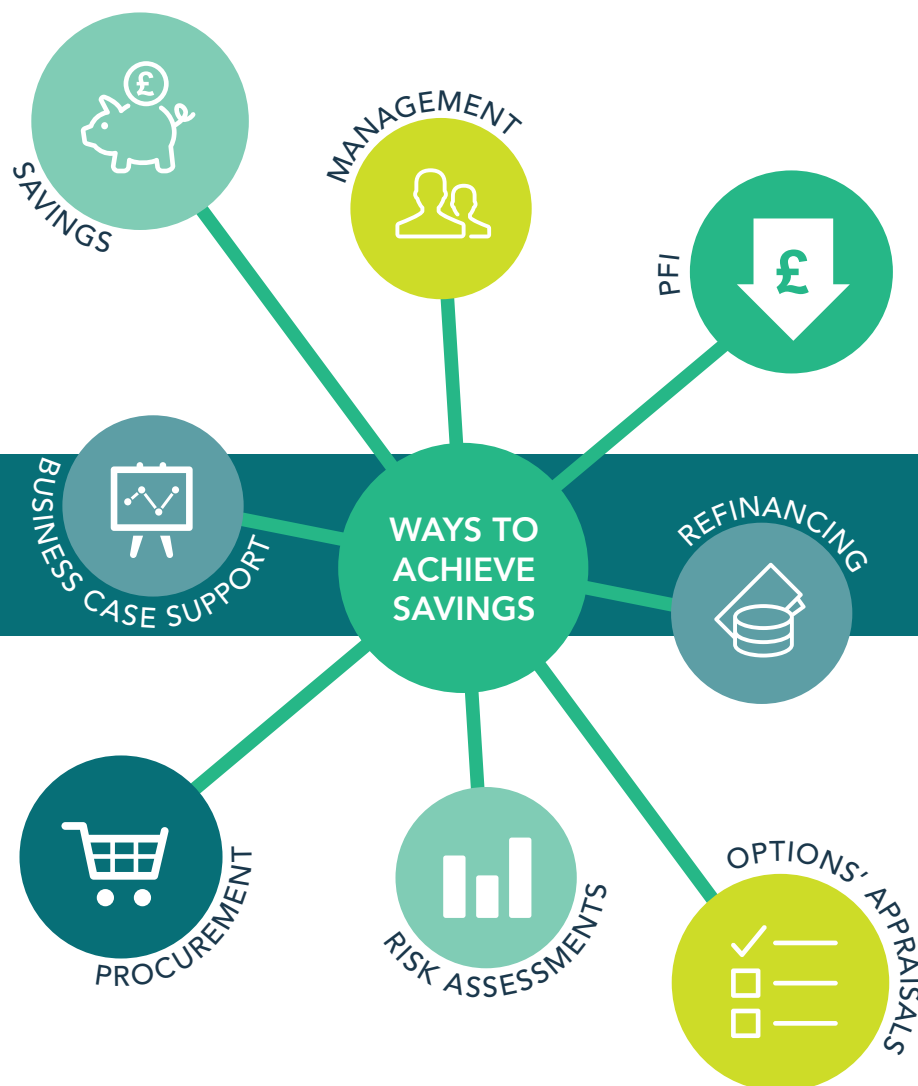 £
SAVINGS
MANAGEMENT
PFI
£
BUSINESS CASE SUPPORT
WAYS TO
ACHIEVE
SAVINGS
REFINANCING
PROCUREMENT
RISK ASSESSMENTS
OPTIONS’ APPRAISALS